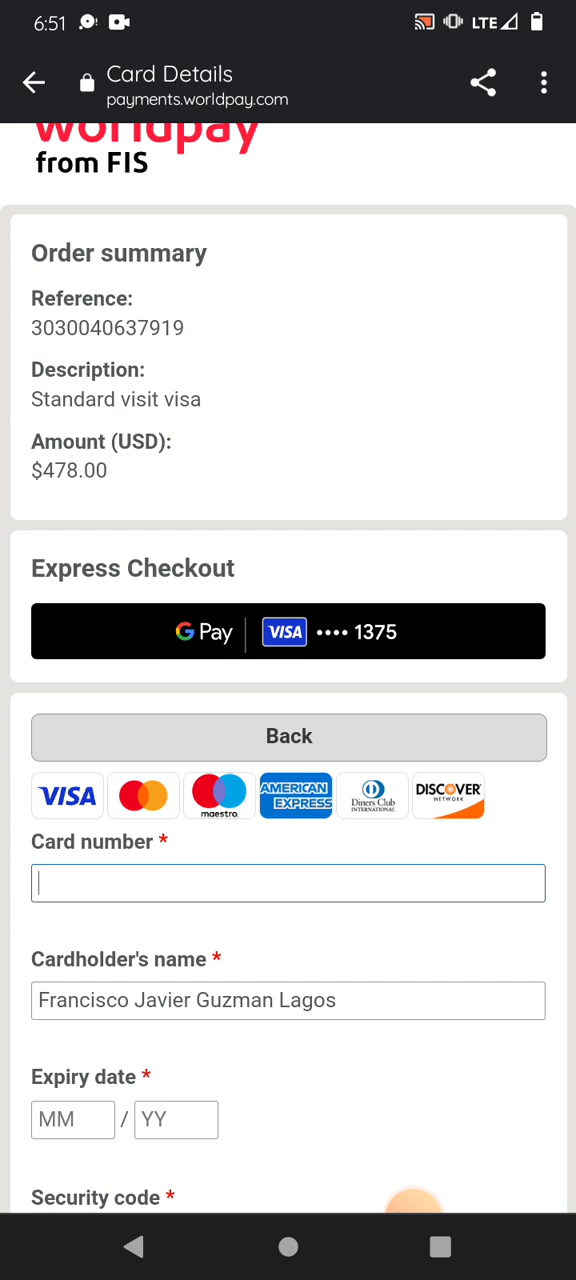 6:51
LTE
Card Details
payments.worldpay.com
worldpay
from FIS
Order summary
Reference:
3030040637919
Description:
Standard visit visa
Amount (USD):
$478.00
Express Checkout
G Pay | VISA •••• 1375
Back
VISA
maestro.
AMERICAN EXPRESS
Diners Club INTERNATIONAL
DISCOVER NETWORK
Card number *
Cardholder's name *
Francisco Javier Guzman Lagos
Expiry date *
MM / YY
Security code *